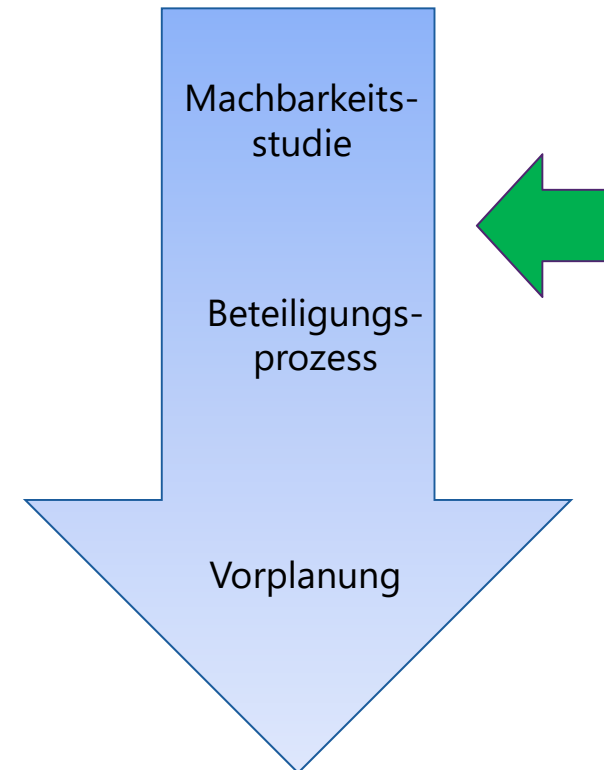 Machbarkeits-
studie
Beteiligungs-
prozess
Vorplanung